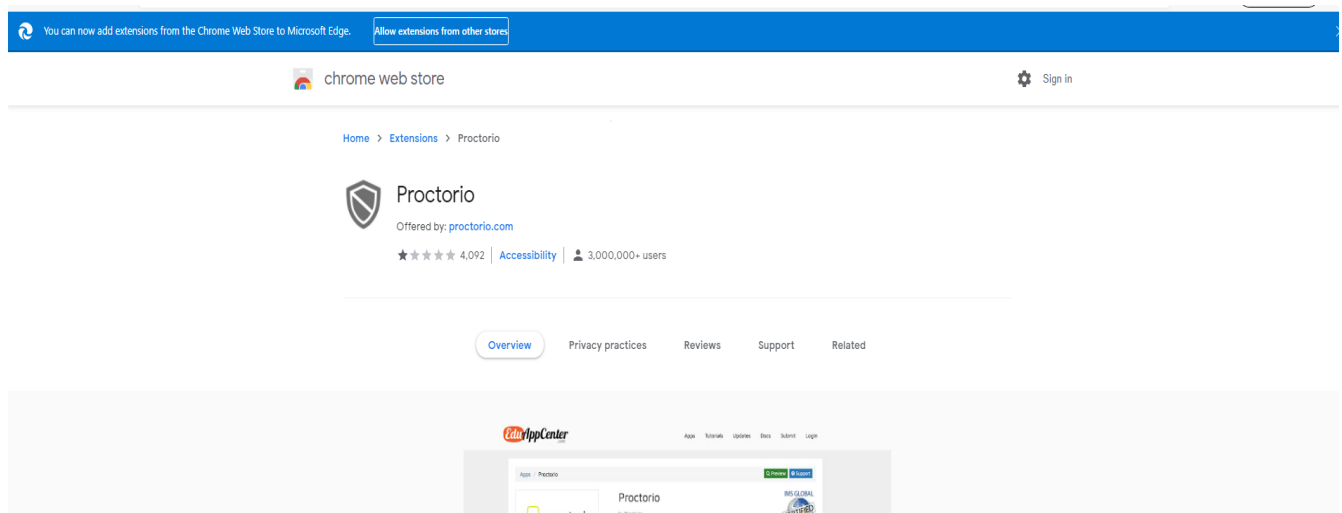 You can now add extensions from the Chrome Web Store to Microsoft Edge. Allow extensions from other stores
chrome web store Sign in
Home > Extensions > Proctorio
Proctorio
Offered by: proctorio.com
4,092 Accessibility 3,000,000+ users
Overview Privacy practices Reviews Support Related
EduAppCenter Apps Tutorials Updates Docs Submit Login
Apps / Proctorio Preview Support
Proctorio IMS GLOBAL